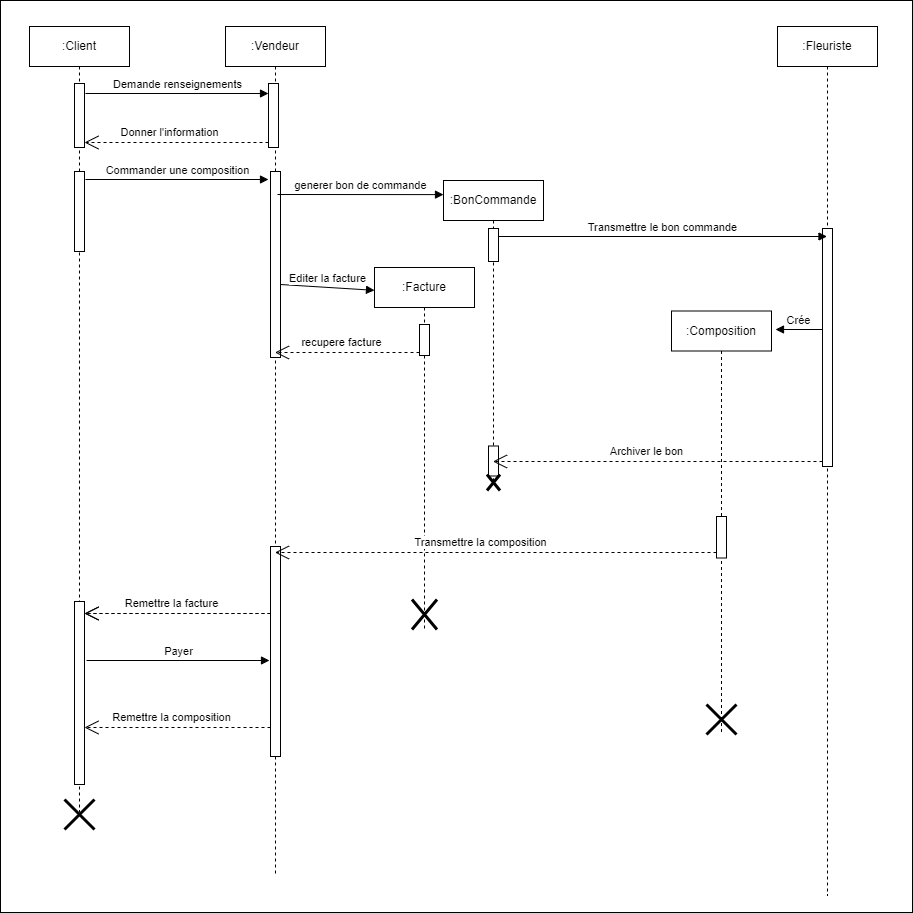 :Client
:Vendeur
:Fleuriste
Demande renseignements
Donner l'information
Commander une composition
generer bon de commande
:BonCommande
Transmettre le bon commande
Editer la facture
:Facture
Crée
:Composition
recupere facture
Archiver le bon
Transmettre la composition
Remettre la facture
Payer
Remettre la composition